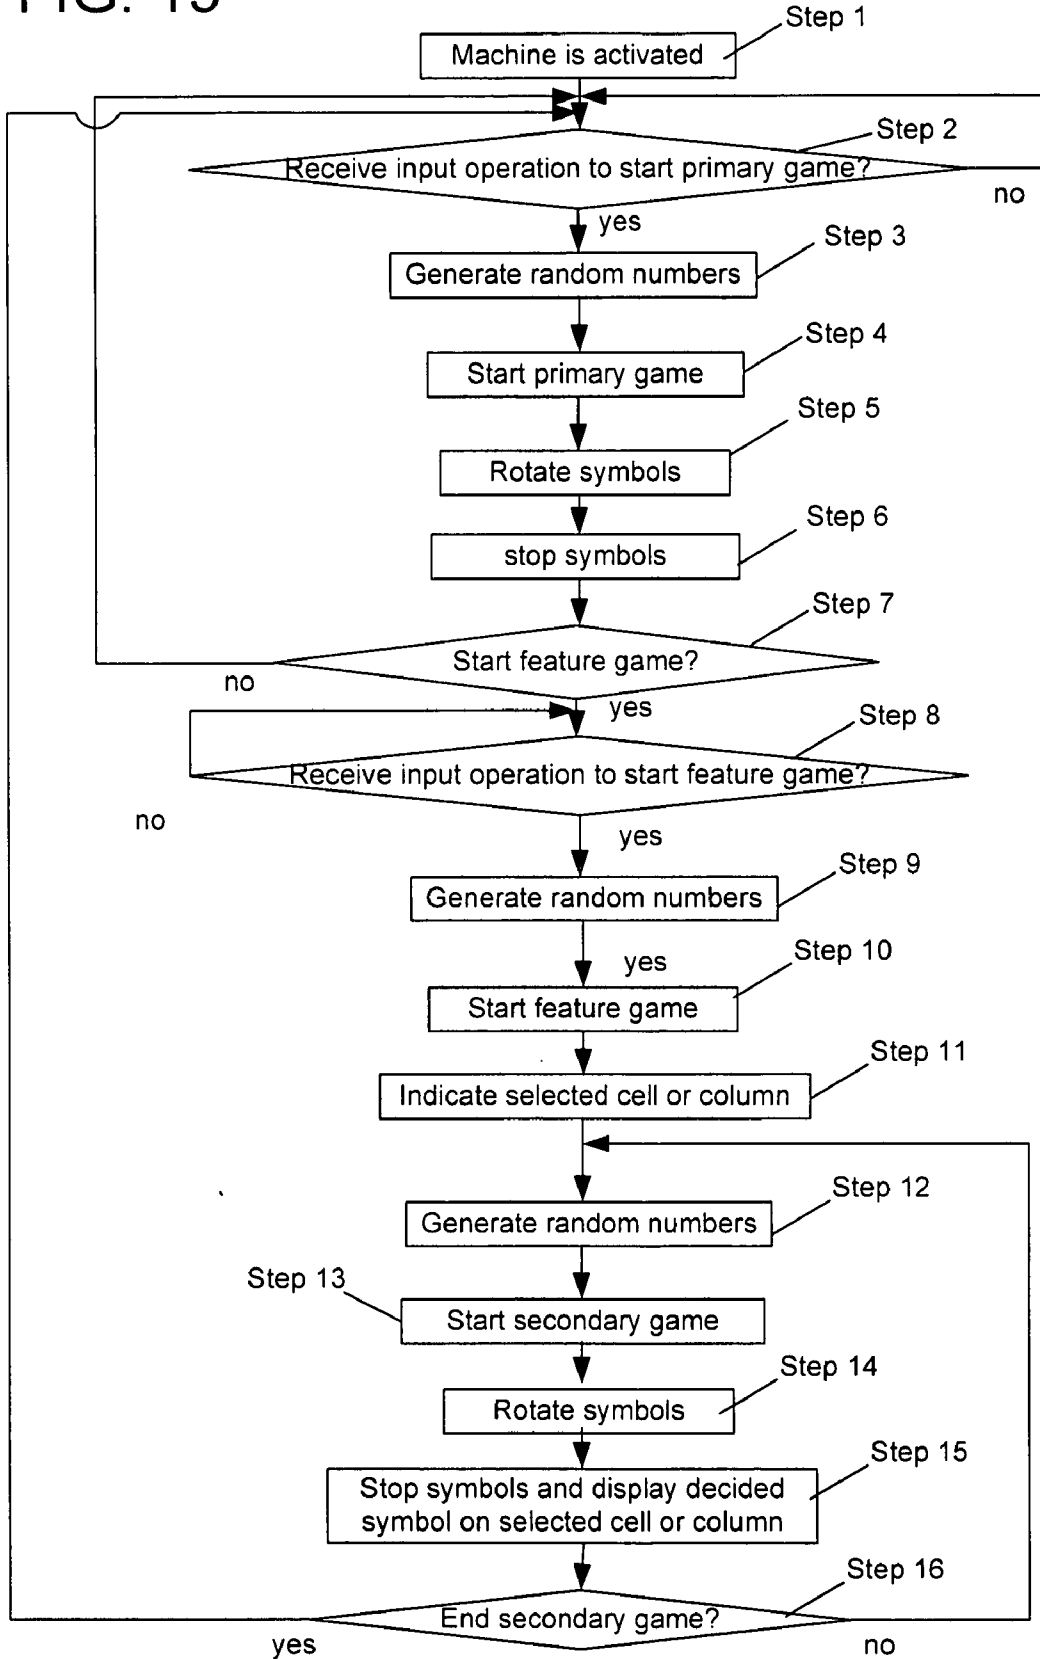 Step 1
Machine is activated
Step 2
Receive input operation to start primary game?
no
yes
Step 3
Generate random numbers
Step 4
Start primary game
Step 5
Rotate symbols
Step 6
stop symbols
Step 7
Start feature game?
no
yes
Step 8
Receive input operation to start feature game?
no
yes
Step 9
Generate random numbers
yes
Step 10
Start feature game
Step 11
Indicate selected cell or column
Step 12
Generate random numbers
Step 13
Start secondary game
Step 14
Rotate symbols
Step 15
Stop symbols and display decided
symbol on selected cell or column
Step 16
End secondary game?
yes
no